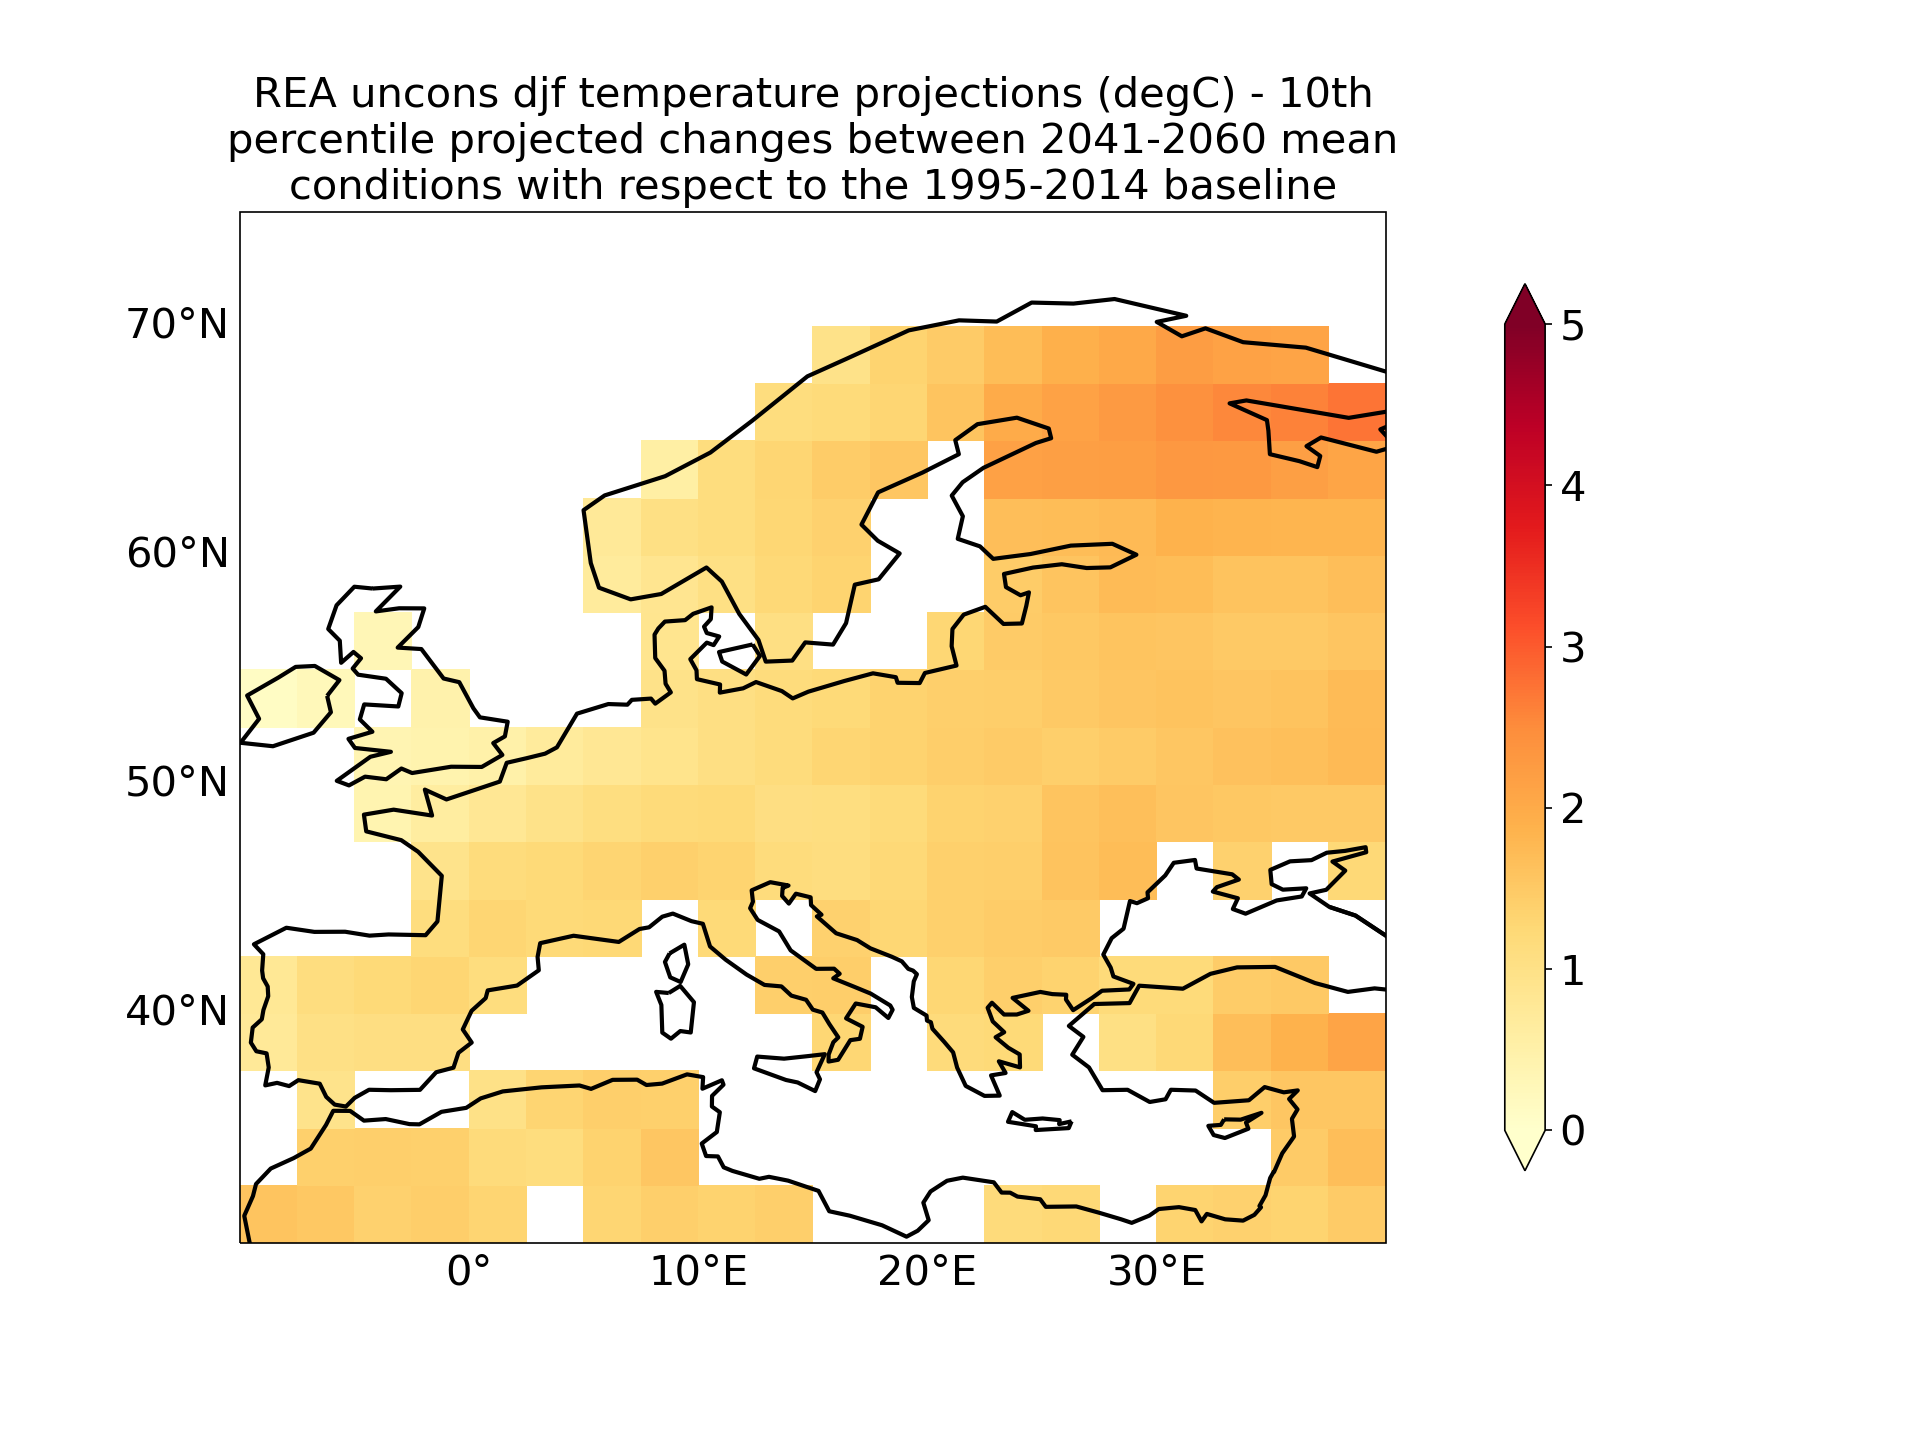 REA uncons djf temperature projections (degC) - 10th
percentile projected changes between 2041-2060 mean
conditions with respect to the 1995-2014 baseline
70°N
60°N
50°N
40°N
0°
10°E
20°E
30°E
5
4
3
2
1
0